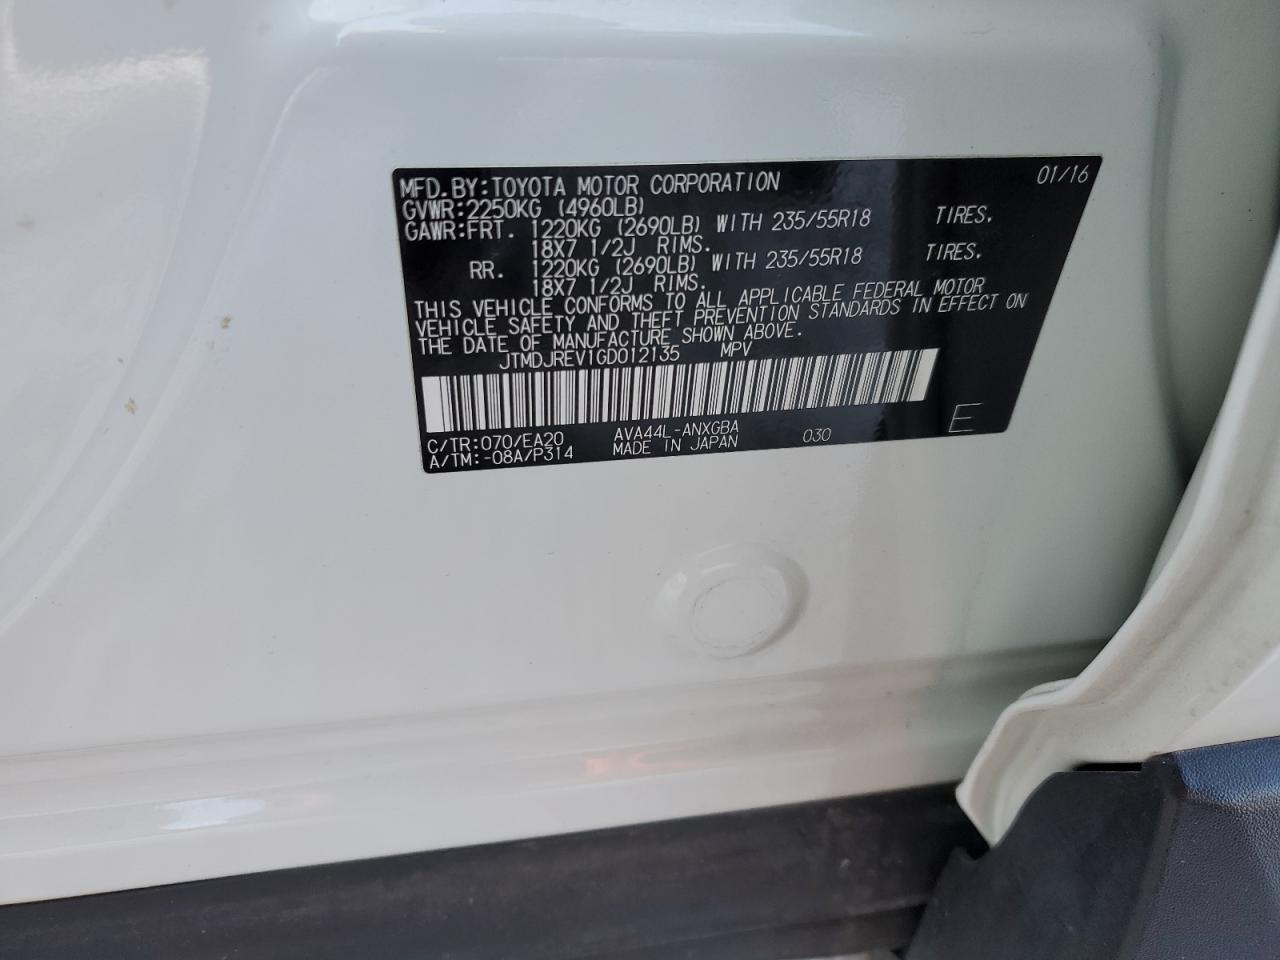 MFD.BY:TOYOTA MOTOR CORPORATION 01/16
GVWR:2250KG (4960LB)
GAWR:FRT. 1220KG (2690LB) WITH 235/55R18 TIRES.
18X7 1/2J RIMS.
RR. 1220KG (2690LB) WITH 235/55R18 TIRES.
18X7 1/2J RIMS.
THIS VEHICLE CONFORMS TO ALL APPLICABLE FEDERAL MOTOR
VEHICLE SAFETY AND THEFT PREVENTION STANDARDS IN EFFECT ON
THE DATE OF MANUFACTURE SHOWN ABOVE.
JTMDJREV1GD012135 MPV
C/TR:070/EA20 AVA44L-ANXGBA 030 E
A/TM:-08A/P314 MADE IN JAPAN